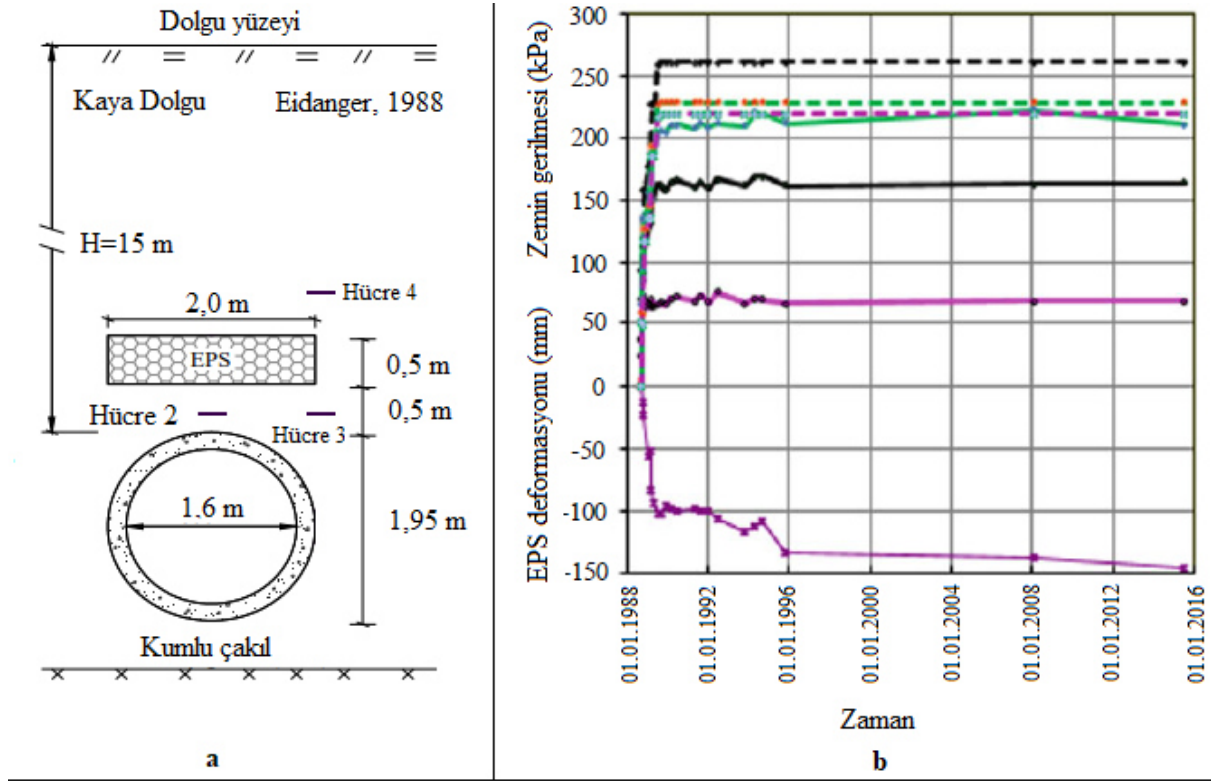 Dolgu yüzeyi
Kaya Dolgu
Eidanger, 1988
H=15 m
Hücre 4
2,0 m
EPS
0,5 m
0,5 m
Hücre 2
Hücre 3
1.6 m
1,95 m
Kumlu çakıl
a
Zemin gerilmesi (kPa)
EPS deformasyonu (mm)
300
250
200
150
100
50
0
-50
-100
-150
01.01.1988
01.01.1992
01.01.1996
01.01.2000
01.01.2004
01.01.2008
01.01.2012
01.01.2016
Zaman
b